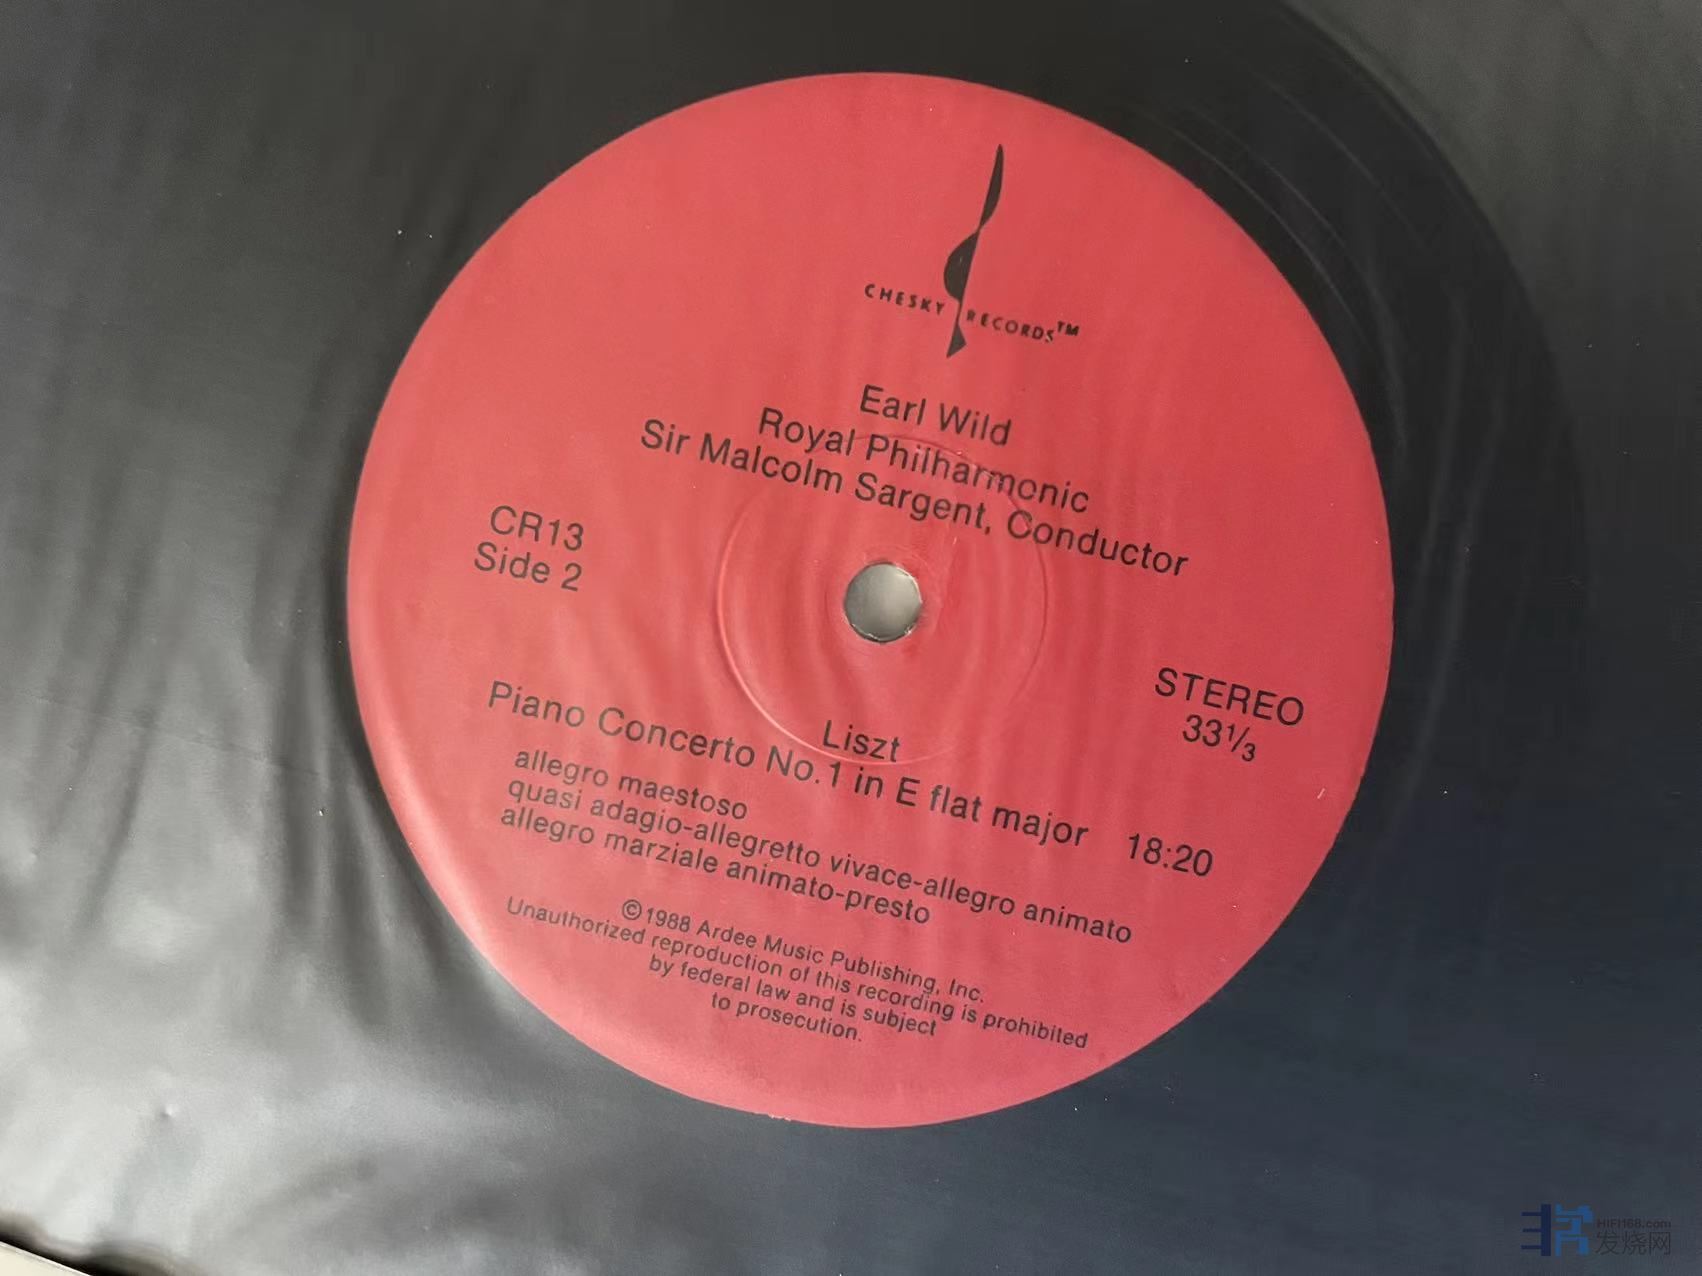 CHESKY RECORDS™
Earl Wild
Royal Philharmonic
Sir Malcolm Sargent, Conductor
CR13
Side 2
STEREO
33⅓
Liszt
Piano Concerto No.1 in E flat major 18:20
allegro maestoso
quasi adagio-allegretto vivace-allegro animato
allegro marziale animato-presto
©1988 Ardee Music Publishing, Inc.
Unauthorized reproduction of this recording is prohibited
by federal law and is subject
to prosecution.
HIFI168.com
发烧网